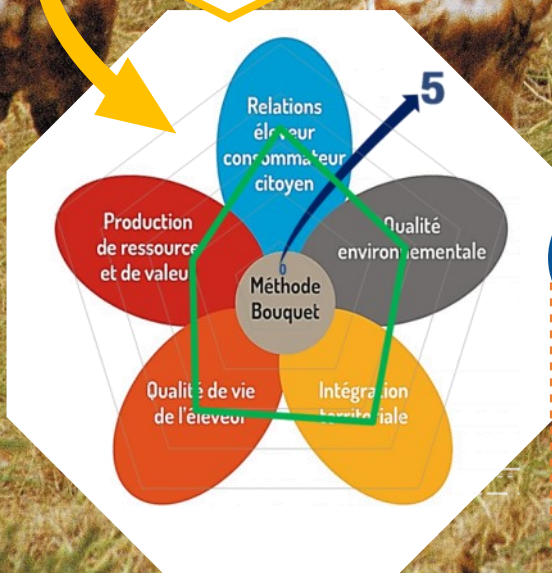 Relations
éleveur
consommateur
citoyen
5
Production
de ressource
et de valeur
Qualité
environnementale
0
Méthode
Bouquet
Qualité de vie
de l'éleveur
Intégration
territoriale